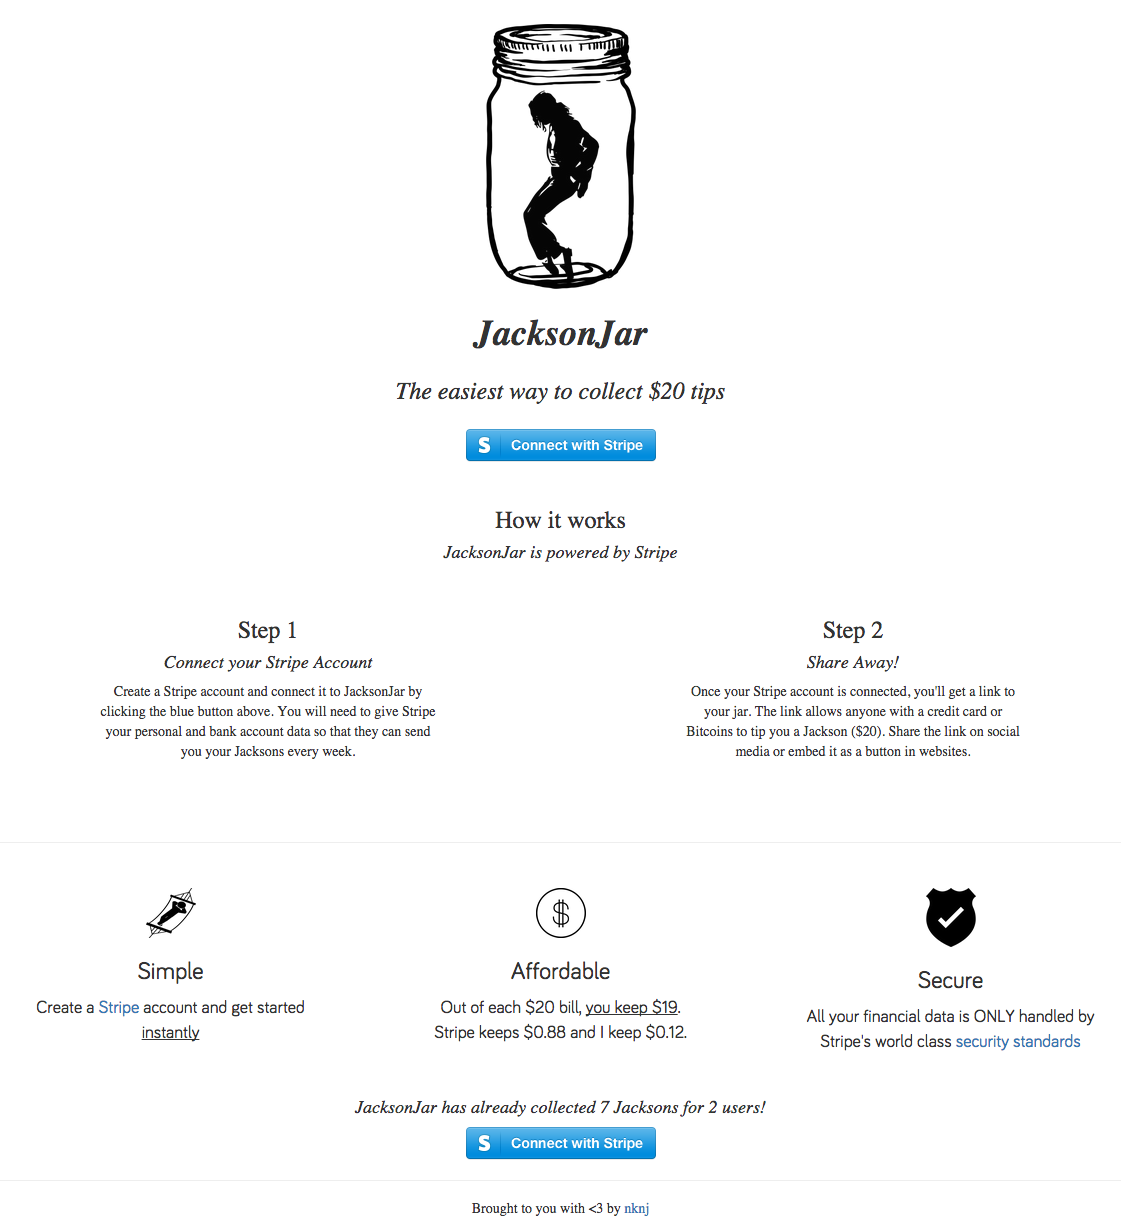 JacksonJar
The easiest way to collect $20 tips
S Connect with Stripe
How it works
JacksonJar is powered by Stripe
Step 1
Connect your Stripe Account
Create a Stripe account and connect it to JacksonJar by
clicking the blue button above. You will need to give Stripe
your personal and bank account data so that they can send
you your Jacksons every week.
Step 2
Share Away!
Once your Stripe account is connected, you'll get a link to
your jar. The link allows anyone with a credit card or
Bitcoins to tip you a Jackson ($20). Share the link on social
media or embed it as a button in websites.
Simple
Create a Stripe account and get started
instantly
$
Affordable
Out of each $20 bill, you keep $19.
Stripe keeps $0.88 and I keep $0.12.
Secure
All your financial data is ONLY handled by
Stripe's world class security standards
JacksonJar has already collected 7 Jacksons for 2 users!
S Connect with Stripe
Brought to you with <3 by nknj